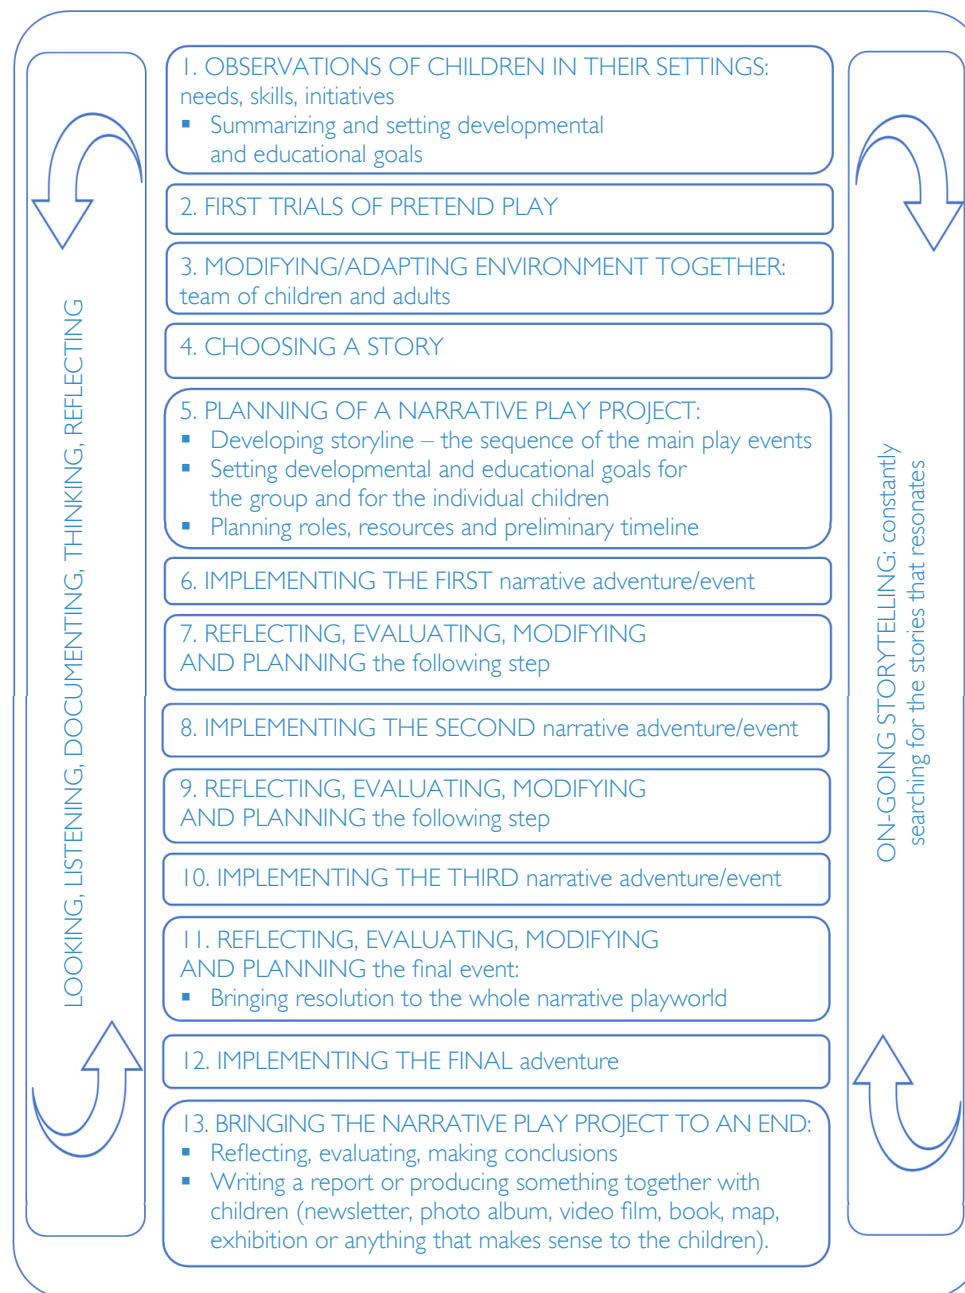 1. OBSERVATIONS OF CHILDREN IN THEIR SETTINGS:
needs, skills, initiatives
▪ Summarizing and setting developmental
and educational goals
2. FIRST TRIALS OF PRETEND PLAY
3. MODIFYING/ADAPTING ENVIRONMENT TOGETHER:
team of children and adults
4. CHOOSING A STORY
5. PLANNING OF A NARRATIVE PLAY PROJECT:
▪ Developing storyline – the sequence of the main play events
▪ Setting developmental and educational goals for
the group and for the individual children
▪ Planning roles, resources and preliminary timeline
6. IMPLEMENTING THE FIRST narrative adventure/event
7. REFLECTING, EVALUATING, MODIFYING
AND PLANNING the following step
8. IMPLEMENTING THE SECOND narrative adventure/event
9. REFLECTING, EVALUATING, MODIFYING
AND PLANNING the following step
10. IMPLEMENTING THE THIRD narrative adventure/event
11. REFLECTING, EVALUATING, MODIFYING
AND PLANNING the final event:
▪ Bringing resolution to the whole narrative playworld
12. IMPLEMENTING THE FINAL adventure
13. BRINGING THE NARRATIVE PLAY PROJECT TO AN END:
▪ Reflecting, evaluating, making conclusions
▪ Writing a report or producing something together with
children (newsletter, photo album, video film, book, map,
exhibition or anything that makes sense to the children).
LOOKING, LISTENING, DOCUMENTING, THINKING, REFLECTING
ON-GOING STORYTELLING: constantly
searching for the stories that resonates